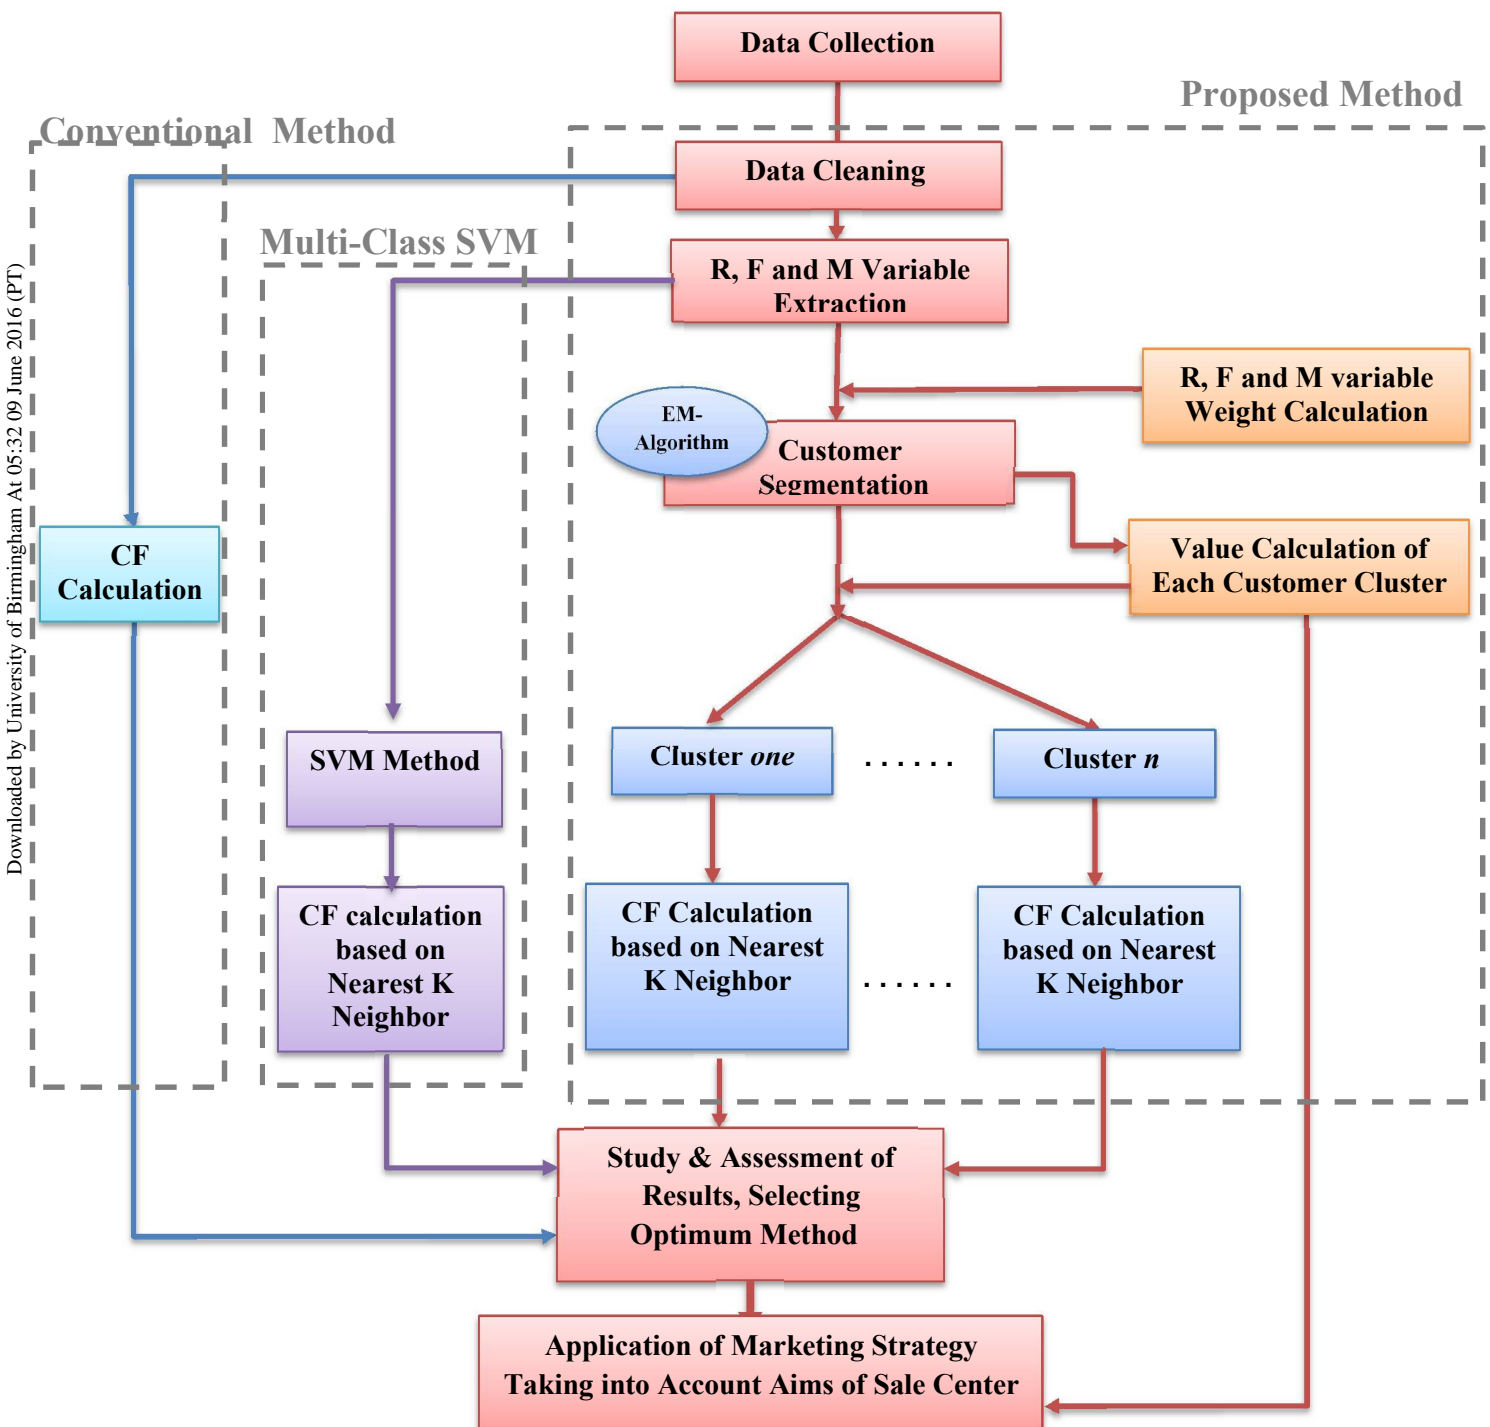 Data Collection
Proposed Method
Conventional Method
Data Cleaning
Multi-Class SVM
R, F and M Variable
Extraction
R, F and M variable
Weight Calculation
EM-
Algorithm
Customer
Segmentation
CF
Calculation
Value Calculation of
Each Customer Cluster
SVM Method
Cluster one
. . . . . .
Cluster n
CF calculation
based on
Nearest K
Neighbor
CF Calculation
based on Nearest
K Neighbor
. . . . . .
CF Calculation
based on Nearest
K Neighbor
Study & Assessment of
Results, Selecting
Optimum Method
Application of Marketing Strategy
Taking into Account Aims of Sale Center
Downloaded by University of Birmingham At 05:32 09 June 2016 (PT)